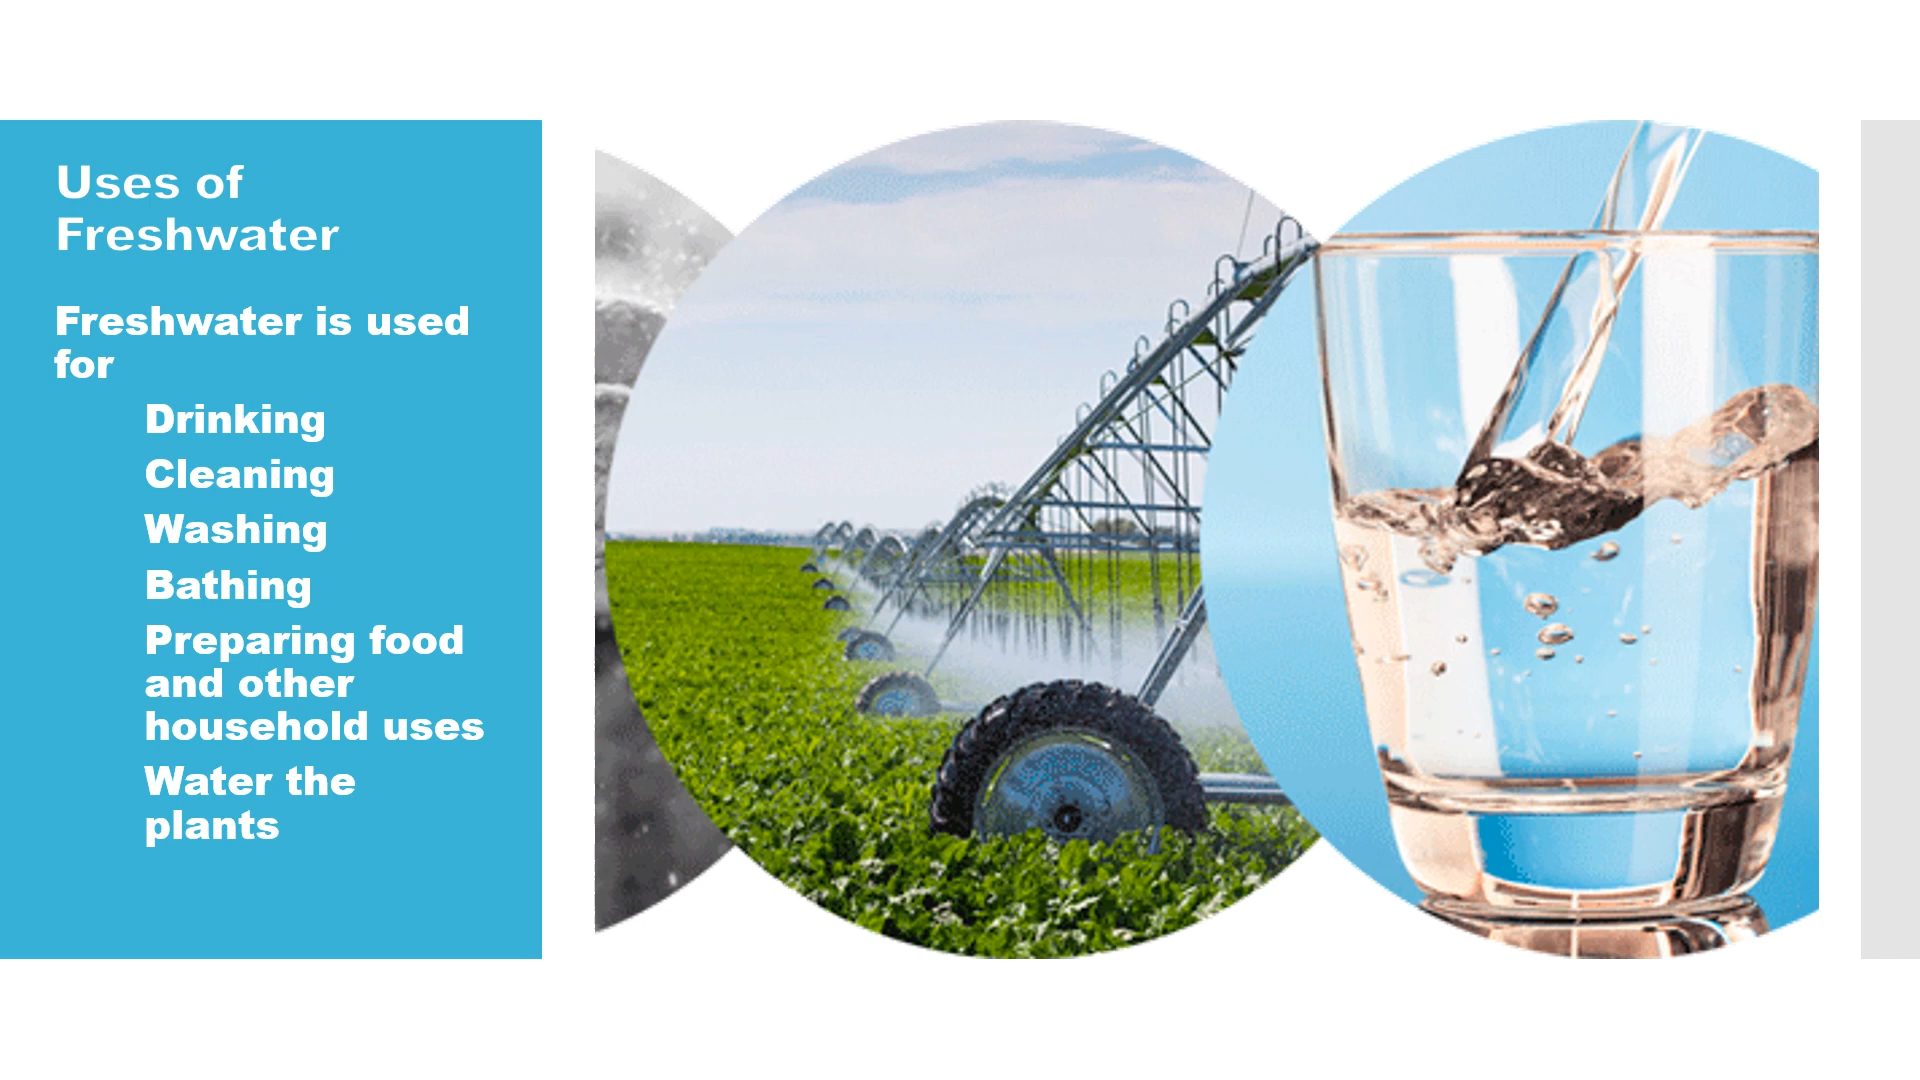 Uses of
Freshwater
Freshwater is used
for
Drinking
Cleaning
Washing
Bathing
Preparing food
and other
household uses
Water the
plants